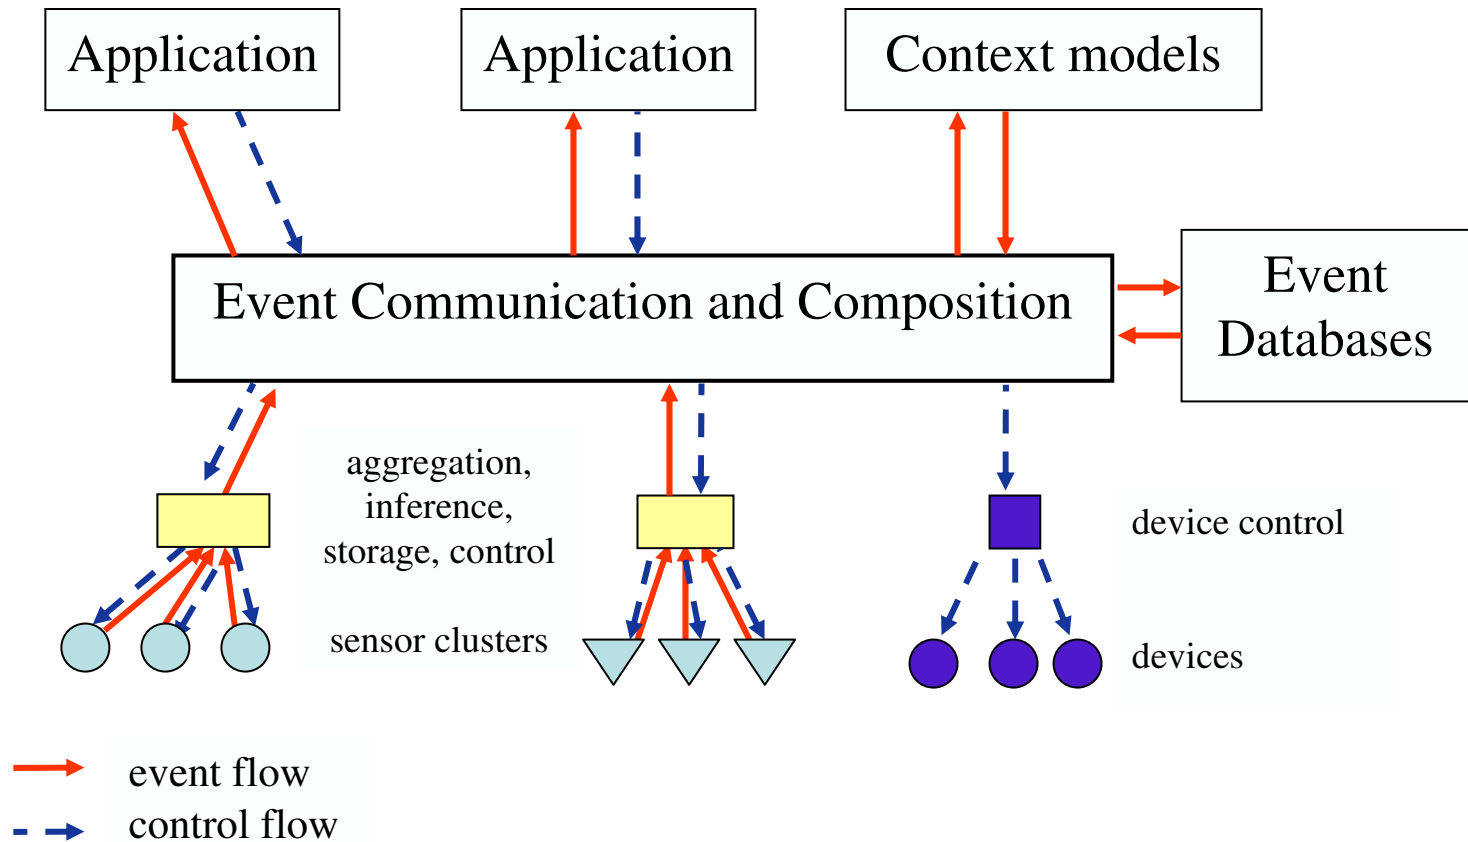 Application
Application
Context models
Event Communication and Composition
Event
Databases
aggregation,
inference,
storage, control
sensor clusters
device control
devices
event flow
control flow